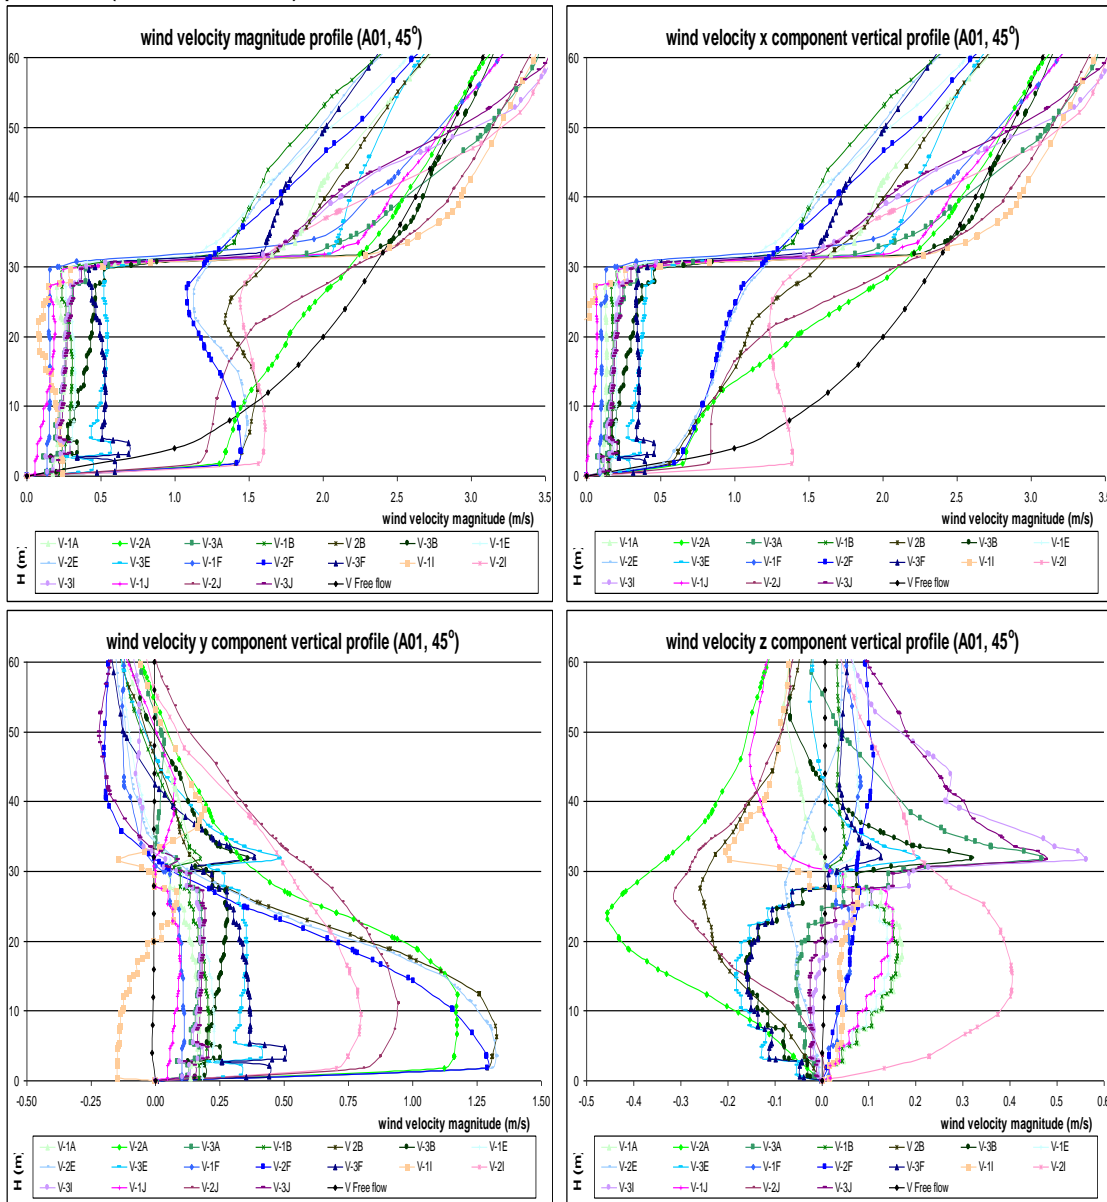 wind velocity magnitude profile (A01, 45°)
60
50
40
30
20
10
0
0.0 0.5 1.0 1.5 2.0 2.5 3.0 3.5
wind velocity magnitude (m/s)
H (m)
V-1A V-2A V-3A V-1B V 2B V-3B V-1E
V-2E V-3E V-1F V-2F V-3F V-1I V-2I
V-3I V-1J V-2J V-3J V Free flow
wind velocity x component vertical profile (A01, 45°)
60
50
40
30
20
10
0
0.0 0.5 1.0 1.5 2.0 2.5 3.0 3.5
wind velocity magnitude (m/s)
H (m)
V-1A V-2A V-3A V-1B V 2B V-3B V-1E
V-2E V-3E V-1F V-2F V-3F V-1I V-2I
V-3I V-1J V-2J V-3J V Free flow
wind velocity y component vertical profile (A01, 45°)
60
50
40
30
20
10
0
-0.50 -0.25 0.00 0.25 0.50 0.75 1.00 1.25 1.50
wind velocity magnitude (m/s)
H (m)
V-1A V-2A V-3A V-1B V 2B V-3B V-1E
V-2E V-3E V-1F V-2F V-3F V-1I V-2I
V-3I V-1J V-2J V-3J V Free flow
wind velocity z component vertical profile (A01, 45°)
60
50
40
30
20
10
0
-0.5 -0.4 -0.3 -0.2 -0.1 0.0 0.1 0.2 0.3 0.4 0.5 0.6
wind velocity magnitude (m/s)
H (m)
V-1A V-2A V-3A V-1B V 2B V-3B V-1E
V-2E V-3E V-1F V-2F V-3F V-1I V-2I
V-3I V-1J V-2J V-3J V Free flow